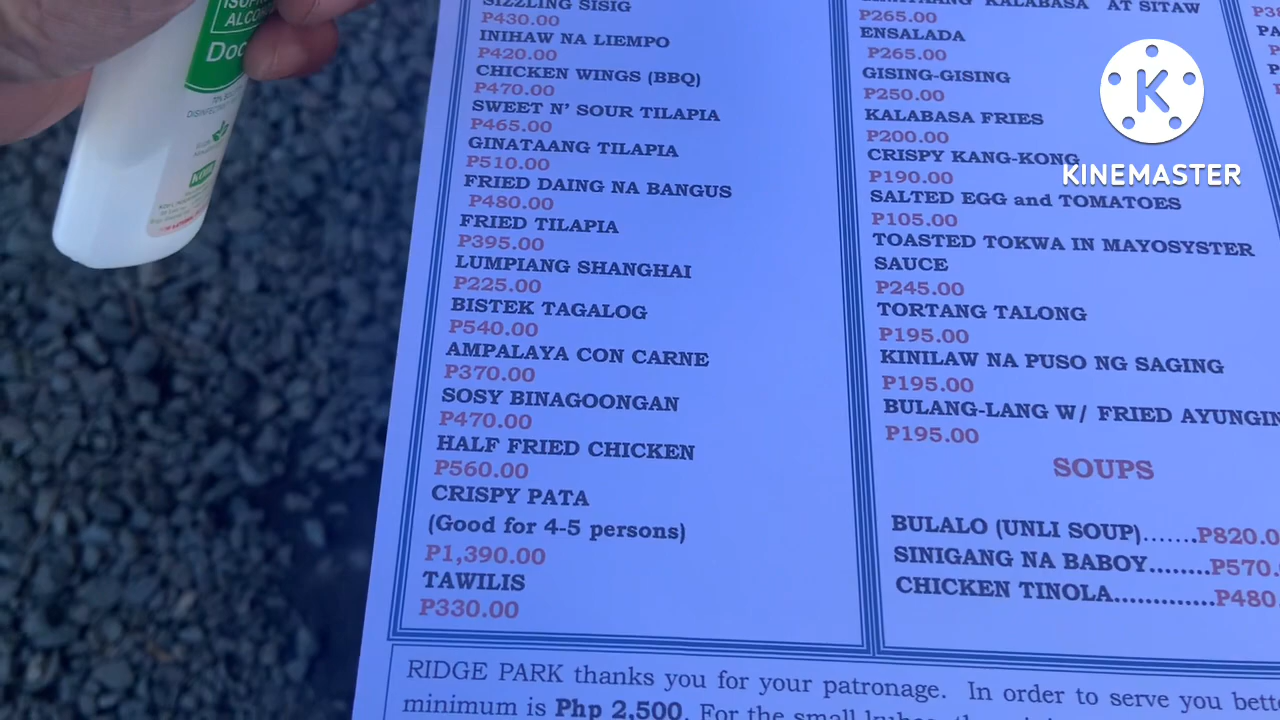 ISOPR
ALCOHO
Doc
SIZZLING SISIG
P430.00
INIHAW NA LIEMPO
P420.00
CHICKEN WINGS (BBQ)
P470.00
SWEET N' SOUR TILAPIA
P465.00
GINATAANG TILAPIA
P510.00
FRIED DAING NA BANGUS
P480.00
FRIED TILAPIA
P395.00
LUMPIANG SHANGHAI
P225.00
BISTEK TAGALOG
P540.00
AMPALAYA CON CARNE
P370.00
SOSY BINAGOONGAN
P470.00
HALF FRIED CHICKEN
P560.00
CRISPY PATA
(Good for 4-5 persons)
P1,390.00
TAWILIS
P330.00
KALABASA AT SITAW
P265.00
ENSALADA
P265.00
GISING-GISING
P250.00
KALABASA FRIES
P200.00
CRISPY KANG-KONG
P190.00
SALTED EGG and TOMATOES
P105.00
TOASTED TOKWA IN MAYOSYSTER
SAUCE
P245.00
TORTANG TALONG
P195.00
KINILAW NA PUSO NG SAGING
P195.00
BULANG-LANG W/ FRIED AYUNGIN
P195.00
SOUPS
BULALO (UNLI SOUP).......P820.0
SINIGANG NA BABOY........P570.
CHICKEN TINOLA.............P480
RIDGE PARK thanks you for your patronage. In order to serve you bett
minimum is Php 2,500. For the small
K
KINEMASTER